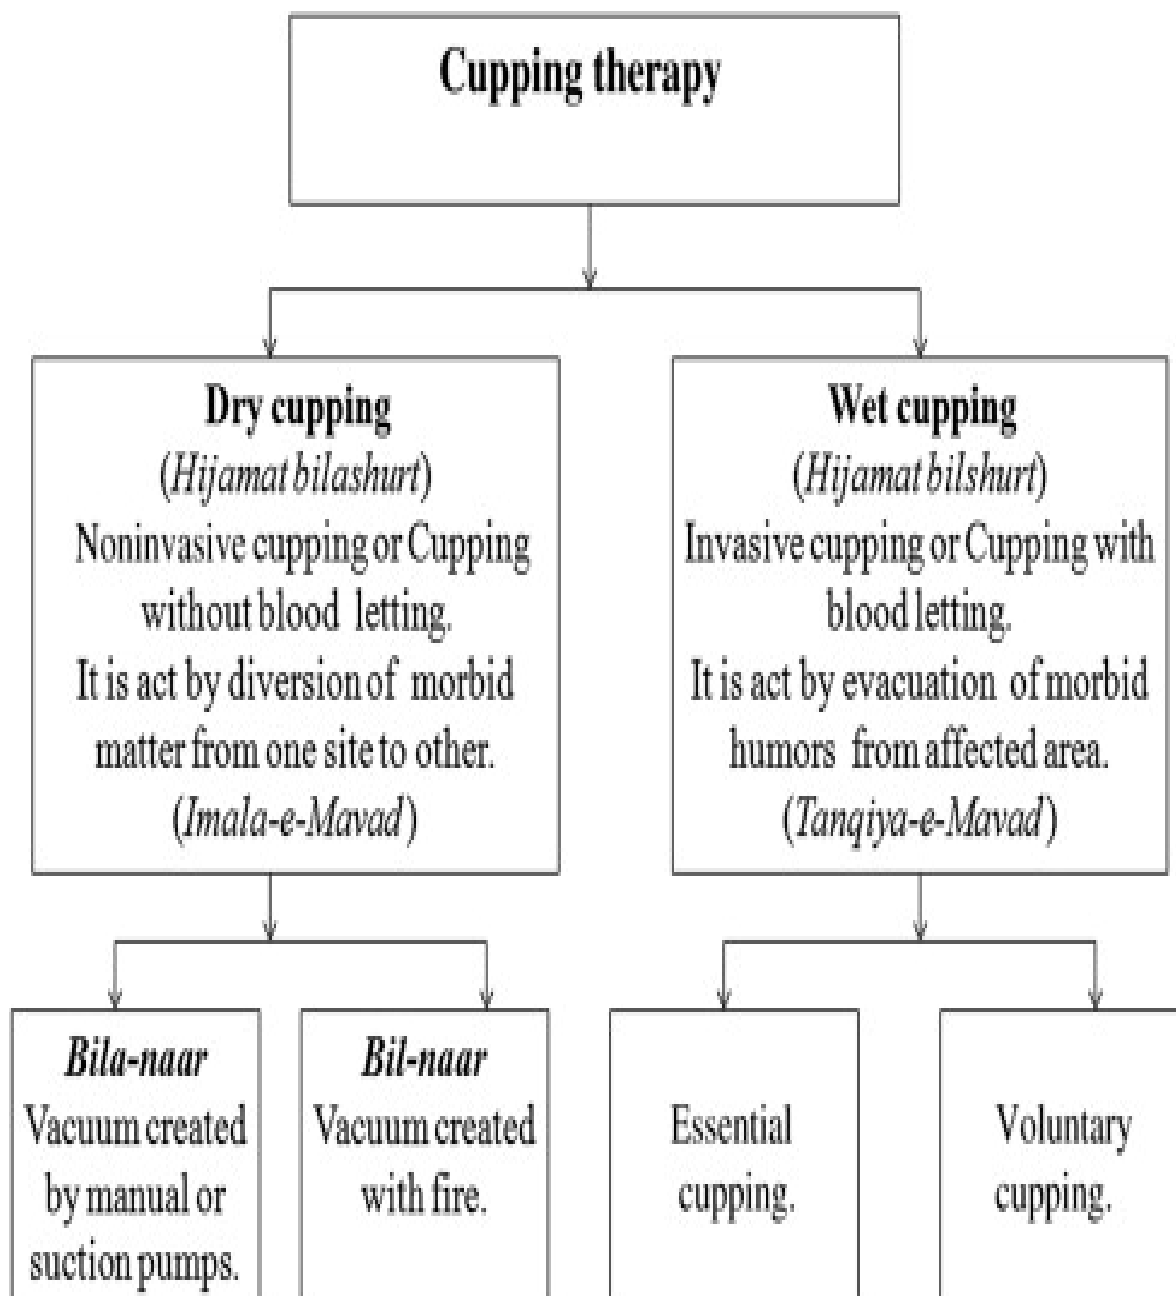 Cupping therapy
Dry cupping
(Hijamat bilashurt)
Noninvasive cupping or Cupping
without blood letting.
It is act by diversion of morbid
matter from one site to other.
(Imala-e-Mavad)
Wet cupping
(Hijamat bilshurt)
Invasive cupping or Cupping with
blood letting.
It is act by evacuation of morbid
humors from affected area.
(Tanqiya-e-Mavad)
Bila-naar
Vacuum created
by manual or
suction pumps.
Bil-naar
Vacuum created
with fire.
Essential
cupping.
Voluntary
cupping.